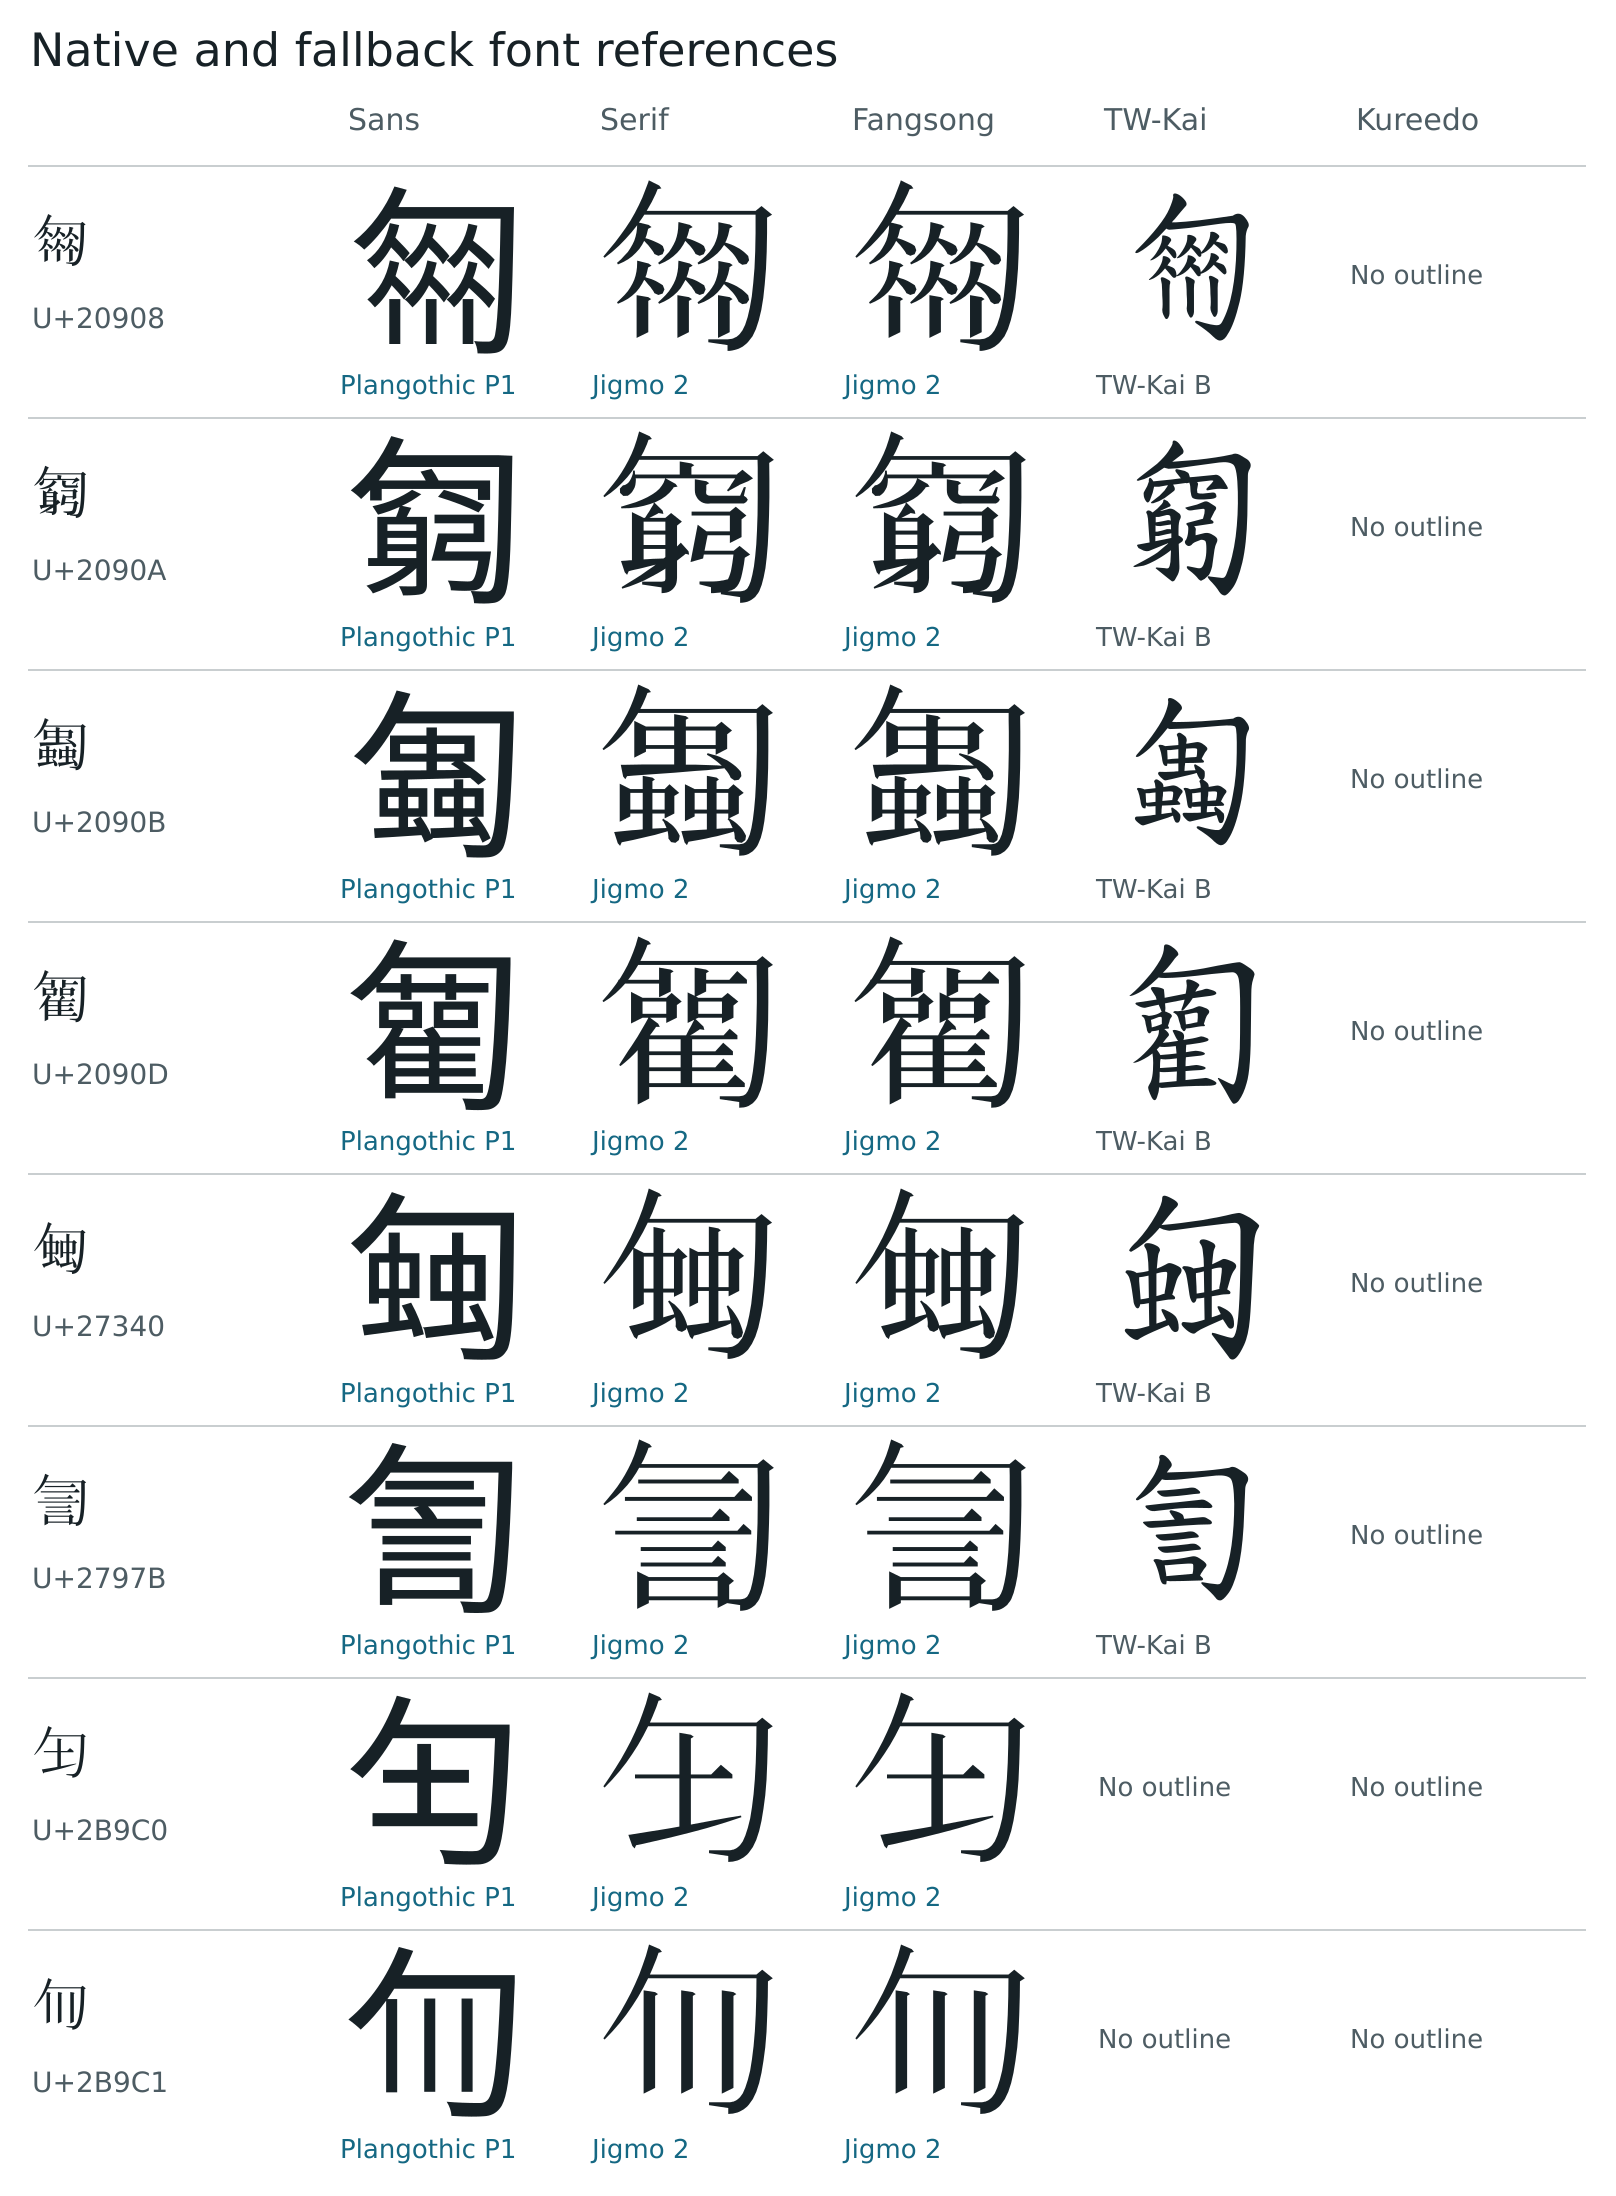 Native and fallback font references
Sans Serif Fangsong TW-Kai Kureedo
𠤈 𠤈 𠤈 𠤈 𠤈 No outline
U+20908
Plangothic P1 Jigmo 2 Jigmo 2 TW-Kai B
𠤊 𠤊 𠤊 𠤊 𠤊 No outline
U+2090A
Plangothic P1 Jigmo 2 Jigmo 2 TW-Kai B
𠤋 𠤋 𠤋 𠤋 𠤋 No outline
U+2090B
Plangothic P1 Jigmo 2 Jigmo 2 TW-Kai B
𠤍 𠤍 𠤍 𠤍 𠤍 No outline
U+2090D
Plangothic P1 Jigmo 2 Jigmo 2 TW-Kai B
𧍀 𧍀 𧍀 𧍀 𧍀 No outline
U+27340
Plangothic P1 Jigmo 2 Jigmo 2 TW-Kai B
𧥻 𧥻 𧥻 𧥻 𧥻 No outline
U+2797B
Plangothic P1 Jigmo 2 Jigmo 2 TW-Kai B
𫧀 𫧀 𫧀 𫧀 No outline No outline
U+2B9C0
Plangothic P1 Jigmo 2 Jigmo 2
𫧁 𫧁 𫧁 𫧁 No outline No outline
U+2B9C1
Plangothic P1 Jigmo 2 Jigmo 2